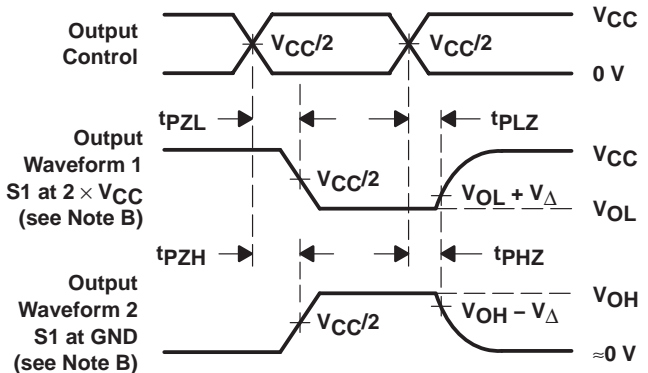 Output
Control
VCC/2
VCC/2
VCC
0 V
tPZL
tPLZ
Output
Waveform 1
S1 at 2 × VCC
(see Note B)
VCC/2
VOL + VΔ
VCC
VOL
tPZH
tPHZ
Output
Waveform 2
S1 at GND
(see Note B)
VCC/2
VOH − VΔ
VOH
≈0 V